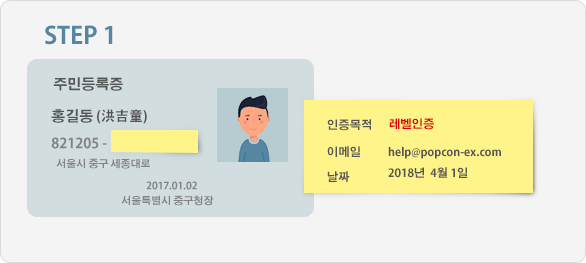 STEP 1
주민등록증
홍길동 (洪吉童)
821205 -
서울시 중구 세종대로
2017.01.02
서울특별시 중구청장
인증목적 레벨인증
이메일 help@popcon-ex.com
날짜 2018년 4월 1일